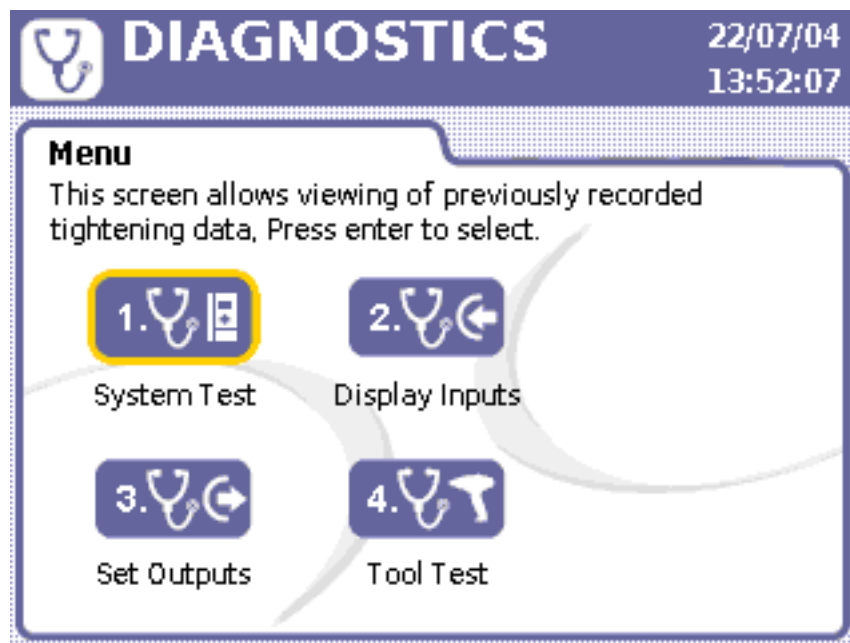 DIAGNOSTICS
22/07/04
13:52:07
Menu
This screen allows viewing of previously recorded
tightening data, Press enter to select.
1.
2.
System Test
Display Inputs
3.
4.
Set Outputs
Tool Test